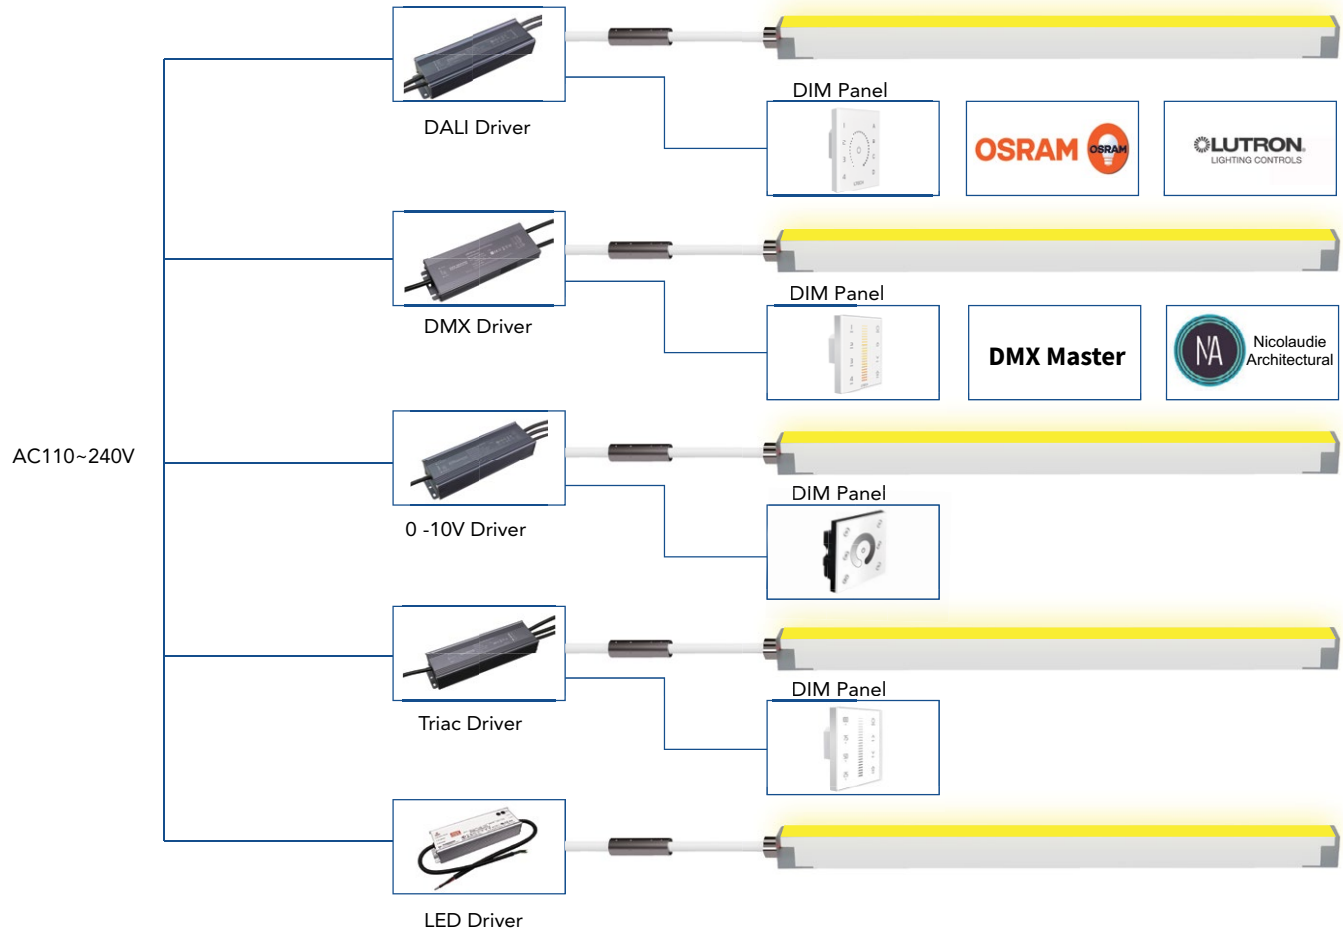 DIM Panel
DALI Driver
OSRAM
OSRAM
LUTRON
LIGHTING CONTROLS
DIM Panel
DMX Driver
DMX Master
NA
Nicolaudie
Architectural
AC110~240V
DIM Panel
0 -10V Driver
DIM Panel
Triac Driver
LED Driver